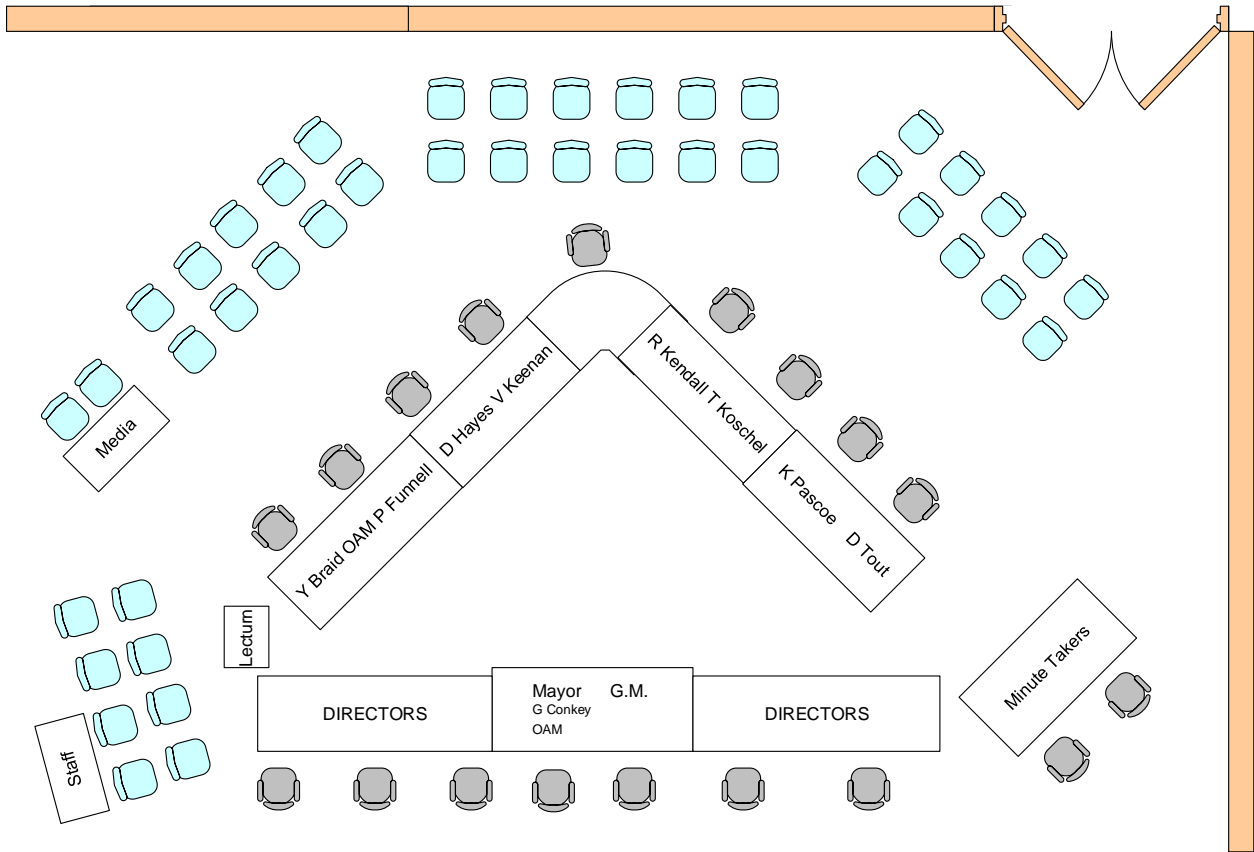 D Hayes V Keenan
R Kendall T Koschel
Media
Y Braid OAM P Funnell
K Pascoe D Tout
Lectum
Minute Takers
DIRECTORS
Mayor G.M.
G Conkey
OAM
DIRECTORS
Staff